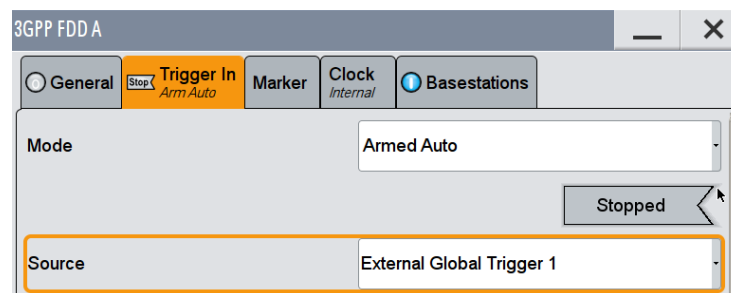 3GPP FDD A
General
Stop
Trigger In
Arm Auto
Marker
Clock
Internal
Basestations
Mode
Armed Auto
Stopped
Source
External Global Trigger 1